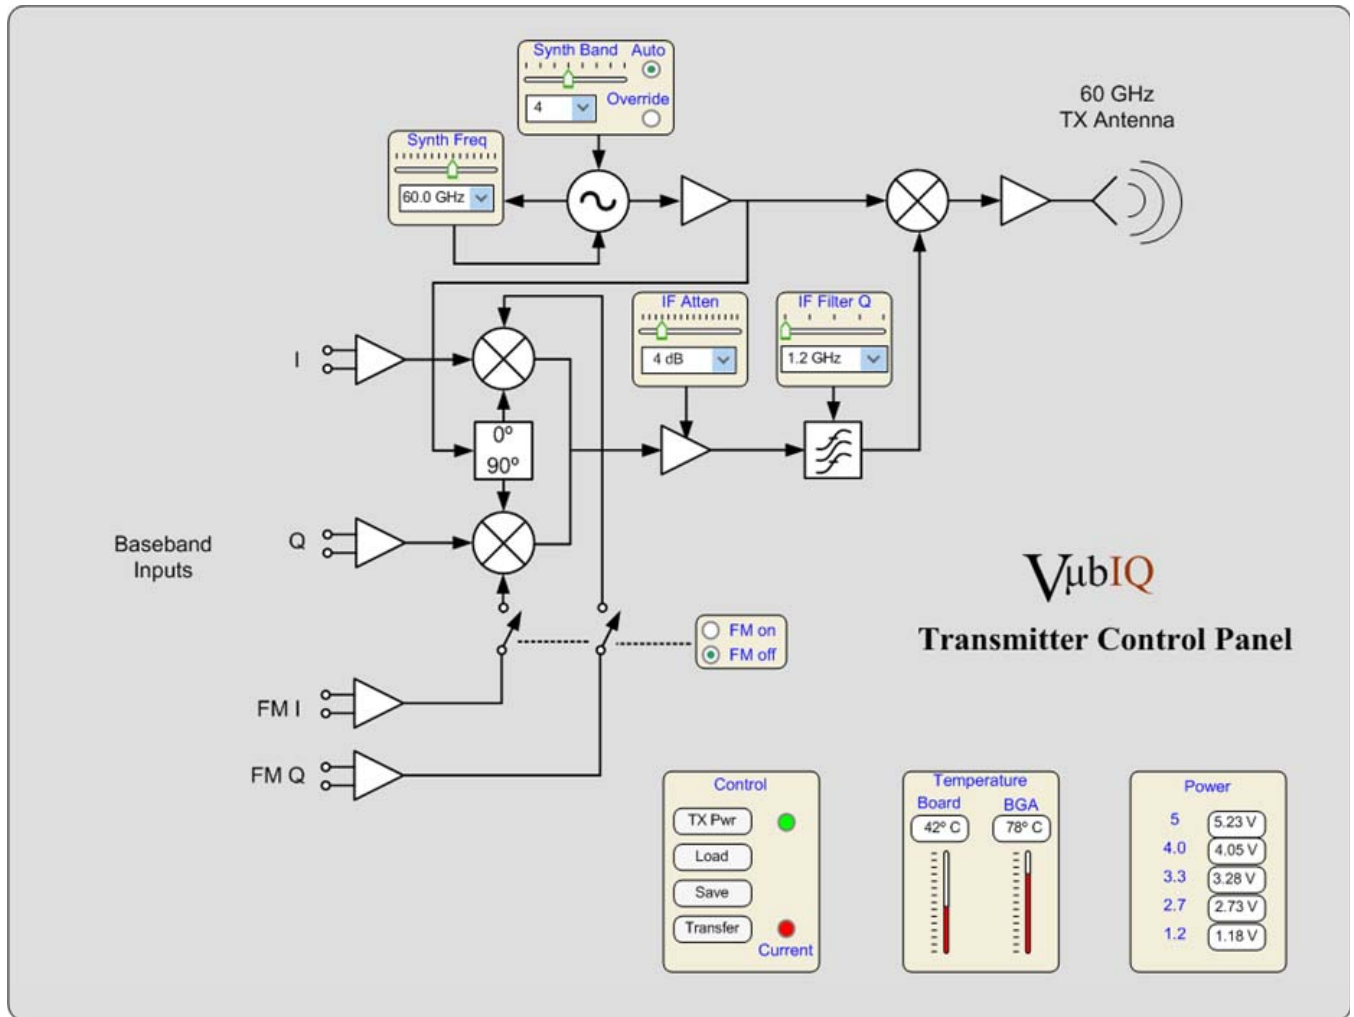 Synth Band Auto
4
Override
60 GHz
TX Antenna
Synth Freq
60.0 GHz
IF Atten
4 dB
IF Filter Q
1.2 GHz
I
0º
90º
Q
Baseband
Inputs
VμbIQ
Transmitter Control Panel
FM on
FM off
FM I
FM Q
Control
TX Pwr
Load
Save
Transfer
Current
Temperature
Board BGA
42º C 78º C
Power
5 5.23 V
4.0 4.05 V
3.3 3.28 V
2.7 2.73 V
1.2 1.18 V